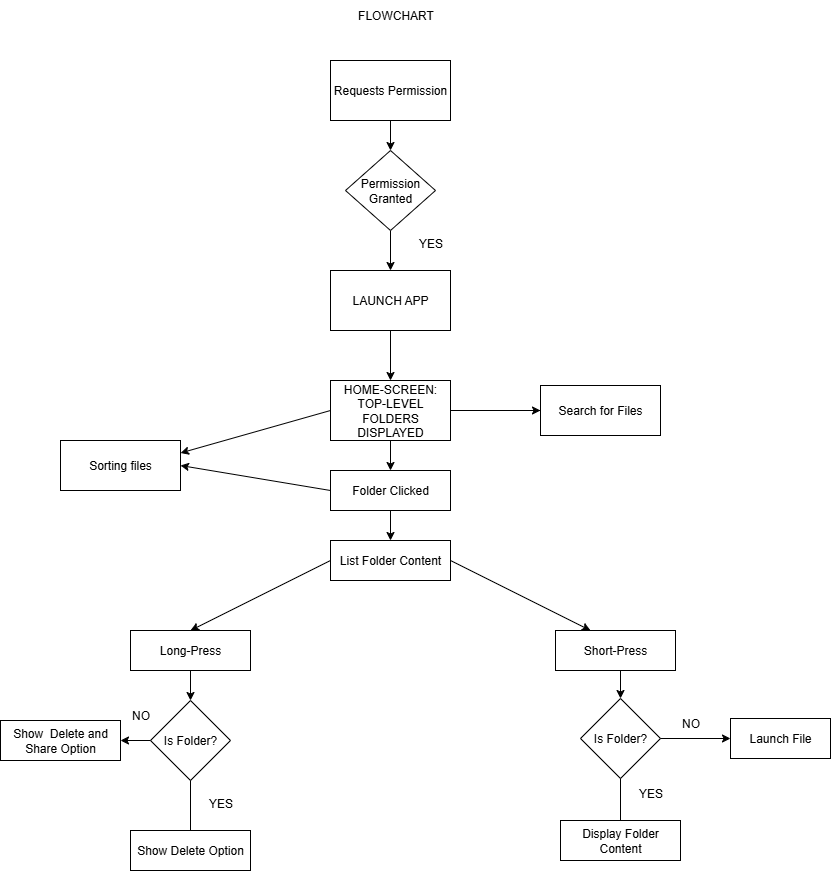 FLOWCHART
Requests Permission
Permission
Granted
YES
LAUNCH APP
HOME-SCREEN:
TOP-LEVEL
FOLDERS
DISPLAYED
Search for Files
Sorting files
Folder Clicked
List Folder Content
Long-Press
Short-Press
NO
Show Delete and
Share Option
Is Folder?
YES
Show Delete Option
Is Folder?
NO
Launch File
YES
Display Folder
Content